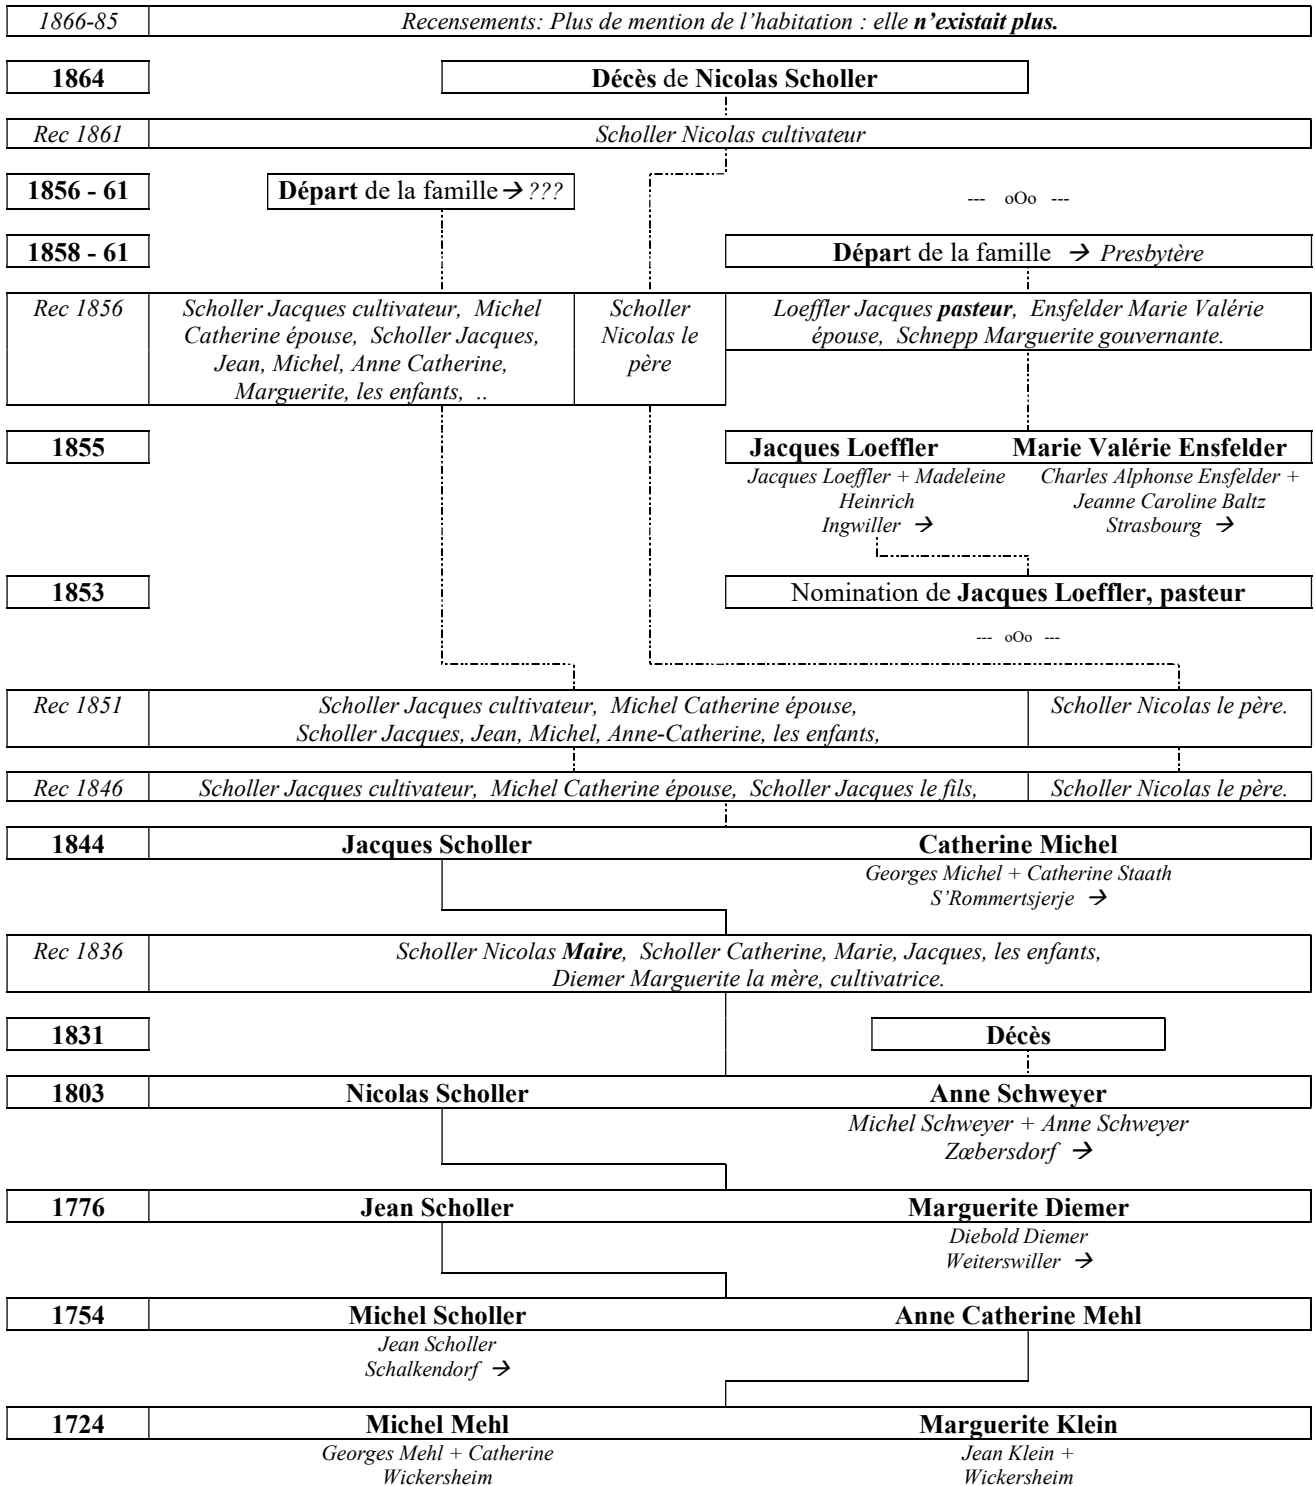 1866-85 Recensements: Plus de mention de l’habitation : elle n’existait plus.
1864 Décès de Nicolas Scholler
Rec 1861 Scholler Nicolas cultivateur
1856 - 61 Départ de la famille → ???
--- oOo ---
1858 - 61 Départ de la famille → Presbytère
Rec 1856
Scholler Jacques cultivateur, Michel
Catherine épouse, Scholler Jacques,
Jean, Michel, Anne Catherine,
Marguerite, les enfants, ..
Scholler
Nicolas le
père
Loeffler Jacques pasteur, Ensfelder Marie Valérie
épouse, Schnepp Marguerite gouvernante.
1855 Jacques Loeffler Marie Valérie Ensfelder
Jacques Loeffler + Madeleine
Heinrich
Ingwiller →
Charles Alphonse Ensfelder +
Jeanne Caroline Baltz
Strasbourg →
1853 Nomination de Jacques Loeffler, pasteur
--- oOo ---
Rec 1851
Scholler Jacques cultivateur, Michel Catherine épouse,
Scholler Jacques, Jean, Michel, Anne-Catherine, les enfants,
Scholler Nicolas le père.
Rec 1846 Scholler Jacques cultivateur, Michel Catherine épouse, Scholler Jacques le fils, Scholler Nicolas le père.
1844 Jacques Scholler Catherine Michel
Georges Michel + Catherine Staath
S’Rommertsjerje →
Rec 1836
Scholler Nicolas Maire, Scholler Catherine, Marie, Jacques, les enfants,
Diemer Marguerite la mère, cultivatrice.
1831 Décès
1803 Nicolas Scholler Anne Schweyer
Michel Schweyer + Anne Schweyer
Zœbersdorf →
1776 Jean Scholler Marguerite Diemer
Diebold Diemer
Weiterswiller →
1754 Michel Scholler Anne Catherine Mehl
Jean Scholler
Schalkendorf →
1724 Michel Mehl Marguerite Klein
Georges Mehl + Catherine
Wickersheim
Jean Klein +
Wickersheim